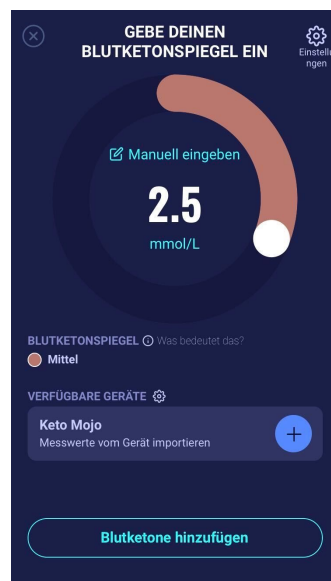 GEBE DEINEN
BLUTKETONSPIEGEL EIN
Einstellu
ngen
Manuell eingeben
2.5
mmol/L
BLUTKETONSPIEGEL Was bedeutet das?
Mittel
VERFÜGBARE GERÄTE
Keto Mojo
Messwerte vom Gerät importieren
Blutketone hinzufügen